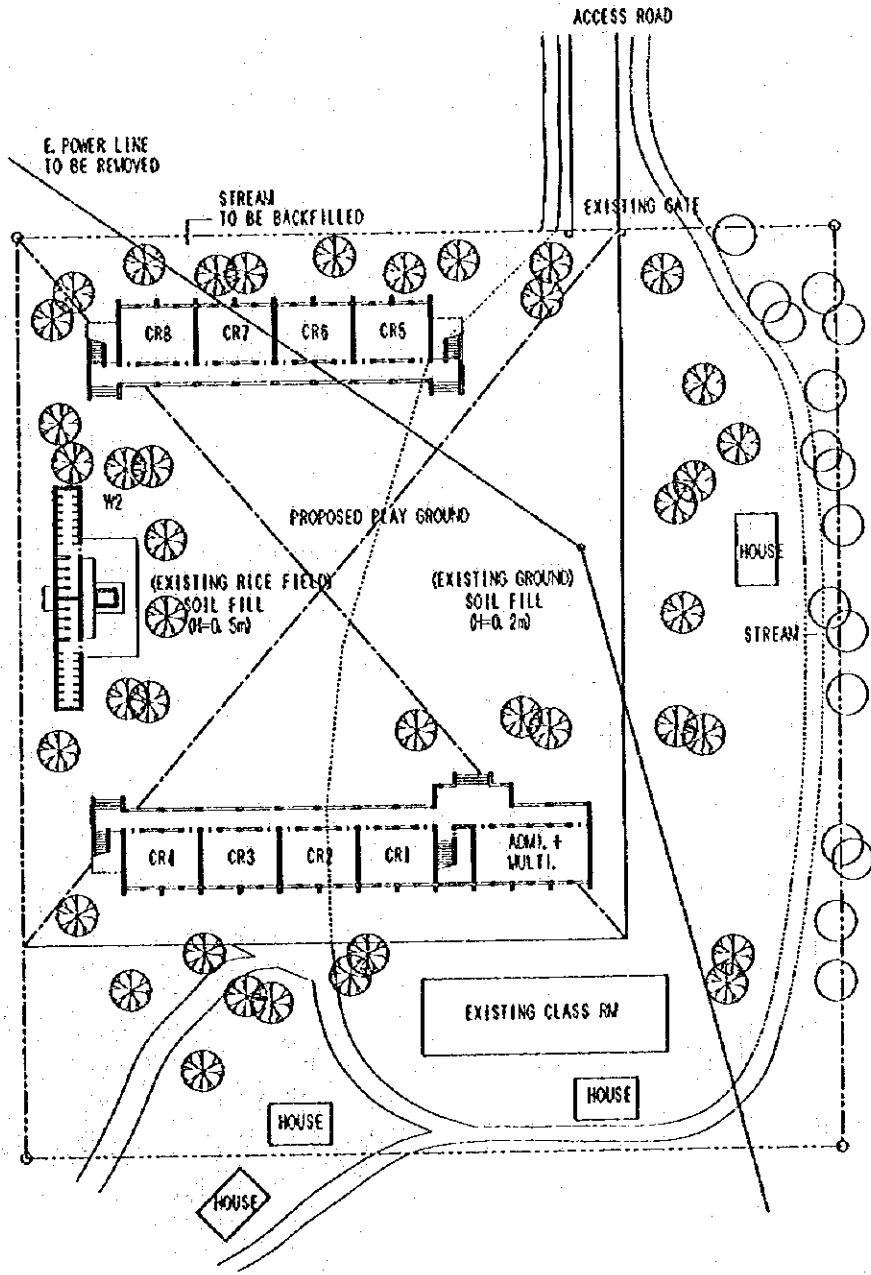 ACCESS ROAD
E. POWER LINE
TO BE REMOVED
STREAM
TO BE BACKFILLED
EXISTING GATE
CR8
CR7
CR6
CR5
W2
PROPOSED PLAY GROUND
HOUSE
(EXISTING RICE FIELD)
SOIL FILL
(H=0.5m)
(EXISTING GROUND)
SOIL FILL
(H=0.2m)
STREAM
CR4
CR3
CR2
CR1
ADMI. +
MULTI.
EXISTING CLASS RM
HOUSE
HOUSE
HOUSE